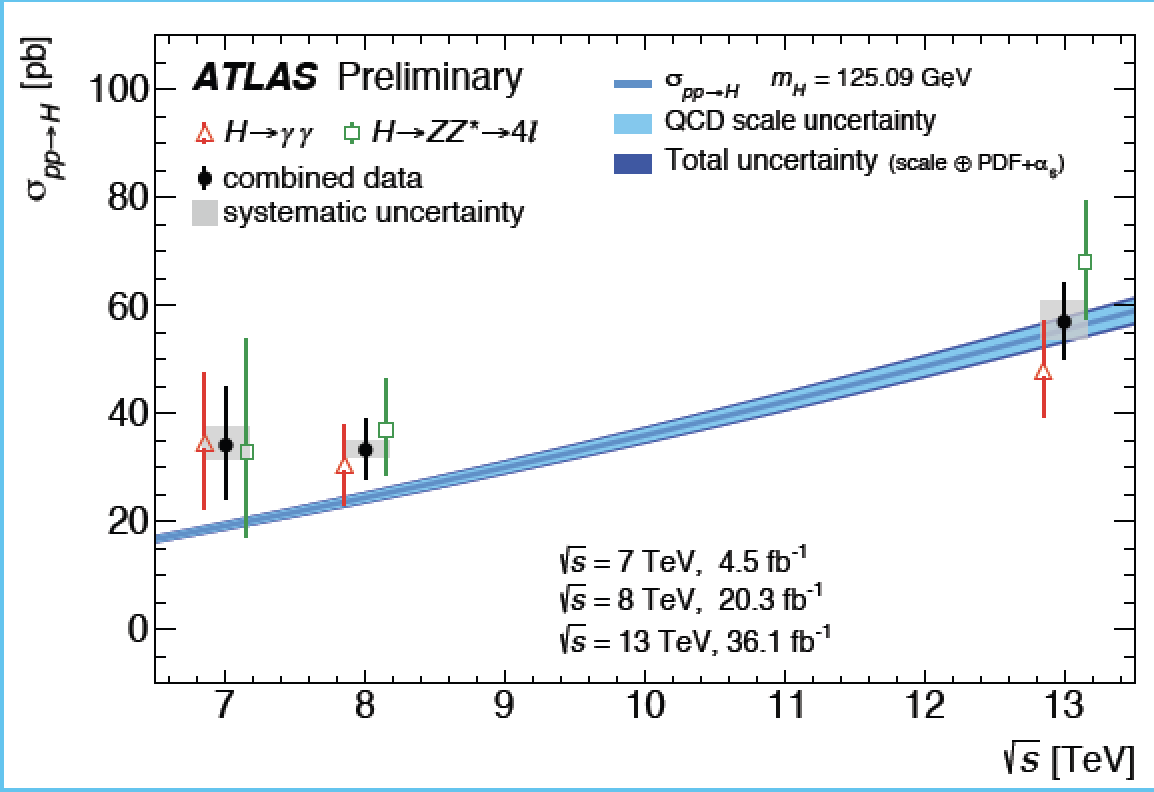 σpp→H [pb]
100
80
60
40
20
0
ATLAS Preliminary
H→γγ H→ZZ*→4l
combined data
systematic uncertainty
σpp→H mH = 125.09 GeV
QCD scale uncertainty
Total uncertainty (scale ⊕ PDF+αs)
√s = 7 TeV, 4.5 fb-1
√s = 8 TeV, 20.3 fb-1
√s = 13 TeV, 36.1 fb-1
7 8 9 10 11 12 13
√s [TeV]